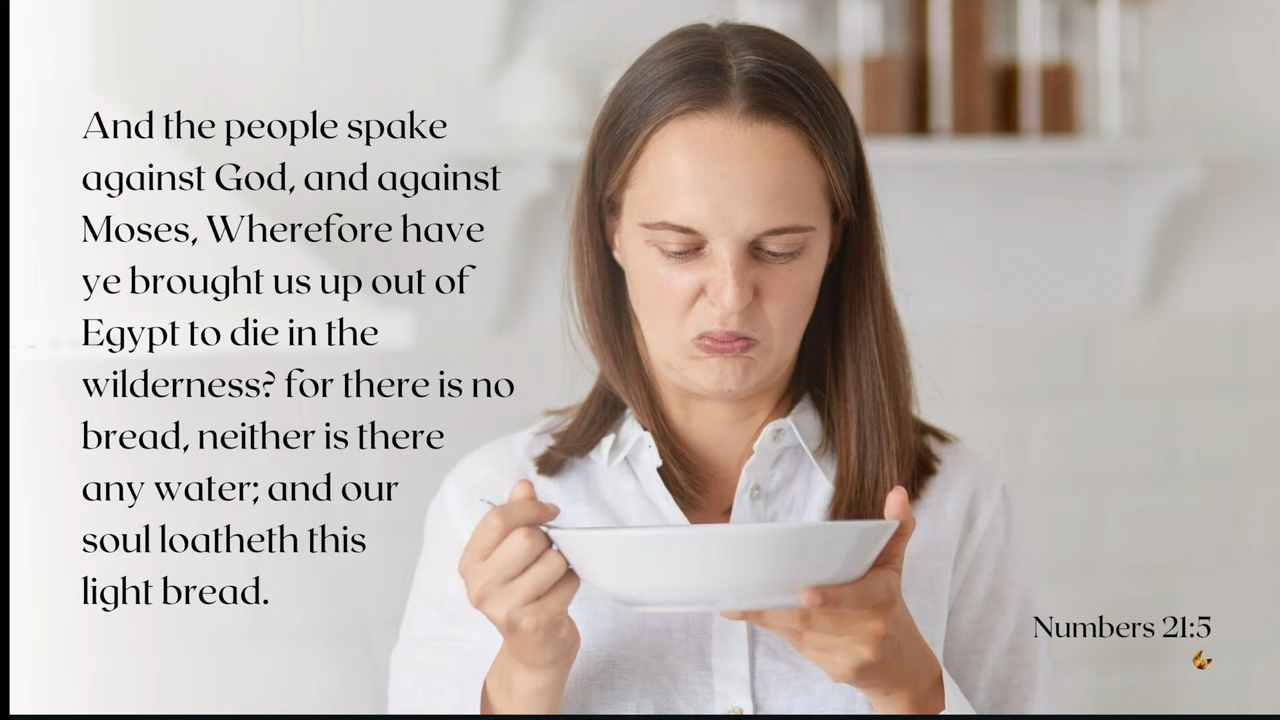 And the people spake
against God, and against
Moses, Wherefore have
ye brought us up out of
Egypt to die in the
wilderness? for there is no
bread, neither is there
any water; and our
soul loatheth this
light bread.
Numbers 21:5